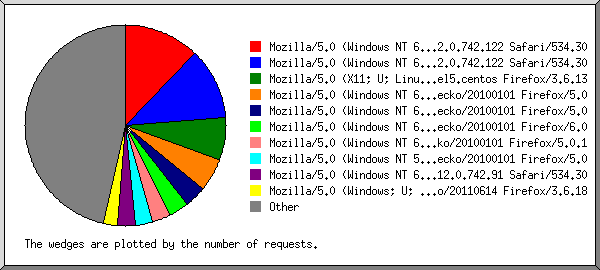 Mozilla/5.0 (Windows NT 6...2.0.742.122 Safari/534.30
Mozilla/5.0 (Windows NT 6...2.0.742.122 Safari/534.30
Mozilla/5.0 (X11; U; Linu...el5.centos Firefox/3.6.13
Mozilla/5.0 (Windows NT 6...ecko/20100101 Firefox/5.0
Mozilla/5.0 (Windows NT 6...ecko/20100101 Firefox/5.0
Mozilla/5.0 (Windows NT 6...ecko/20100101 Firefox/6.0
Mozilla/5.0 (Windows NT 6...ko/20100101 Firefox/5.0.1
Mozilla/5.0 (Windows NT 5...ecko/20100101 Firefox/5.0
Mozilla/5.0 (Windows NT 6...12.0.742.91 Safari/534.30
Mozilla/5.0 (Windows; U; ...o/20110614 Firefox/3.6.18
Other
The wedges are plotted by the number of requests.